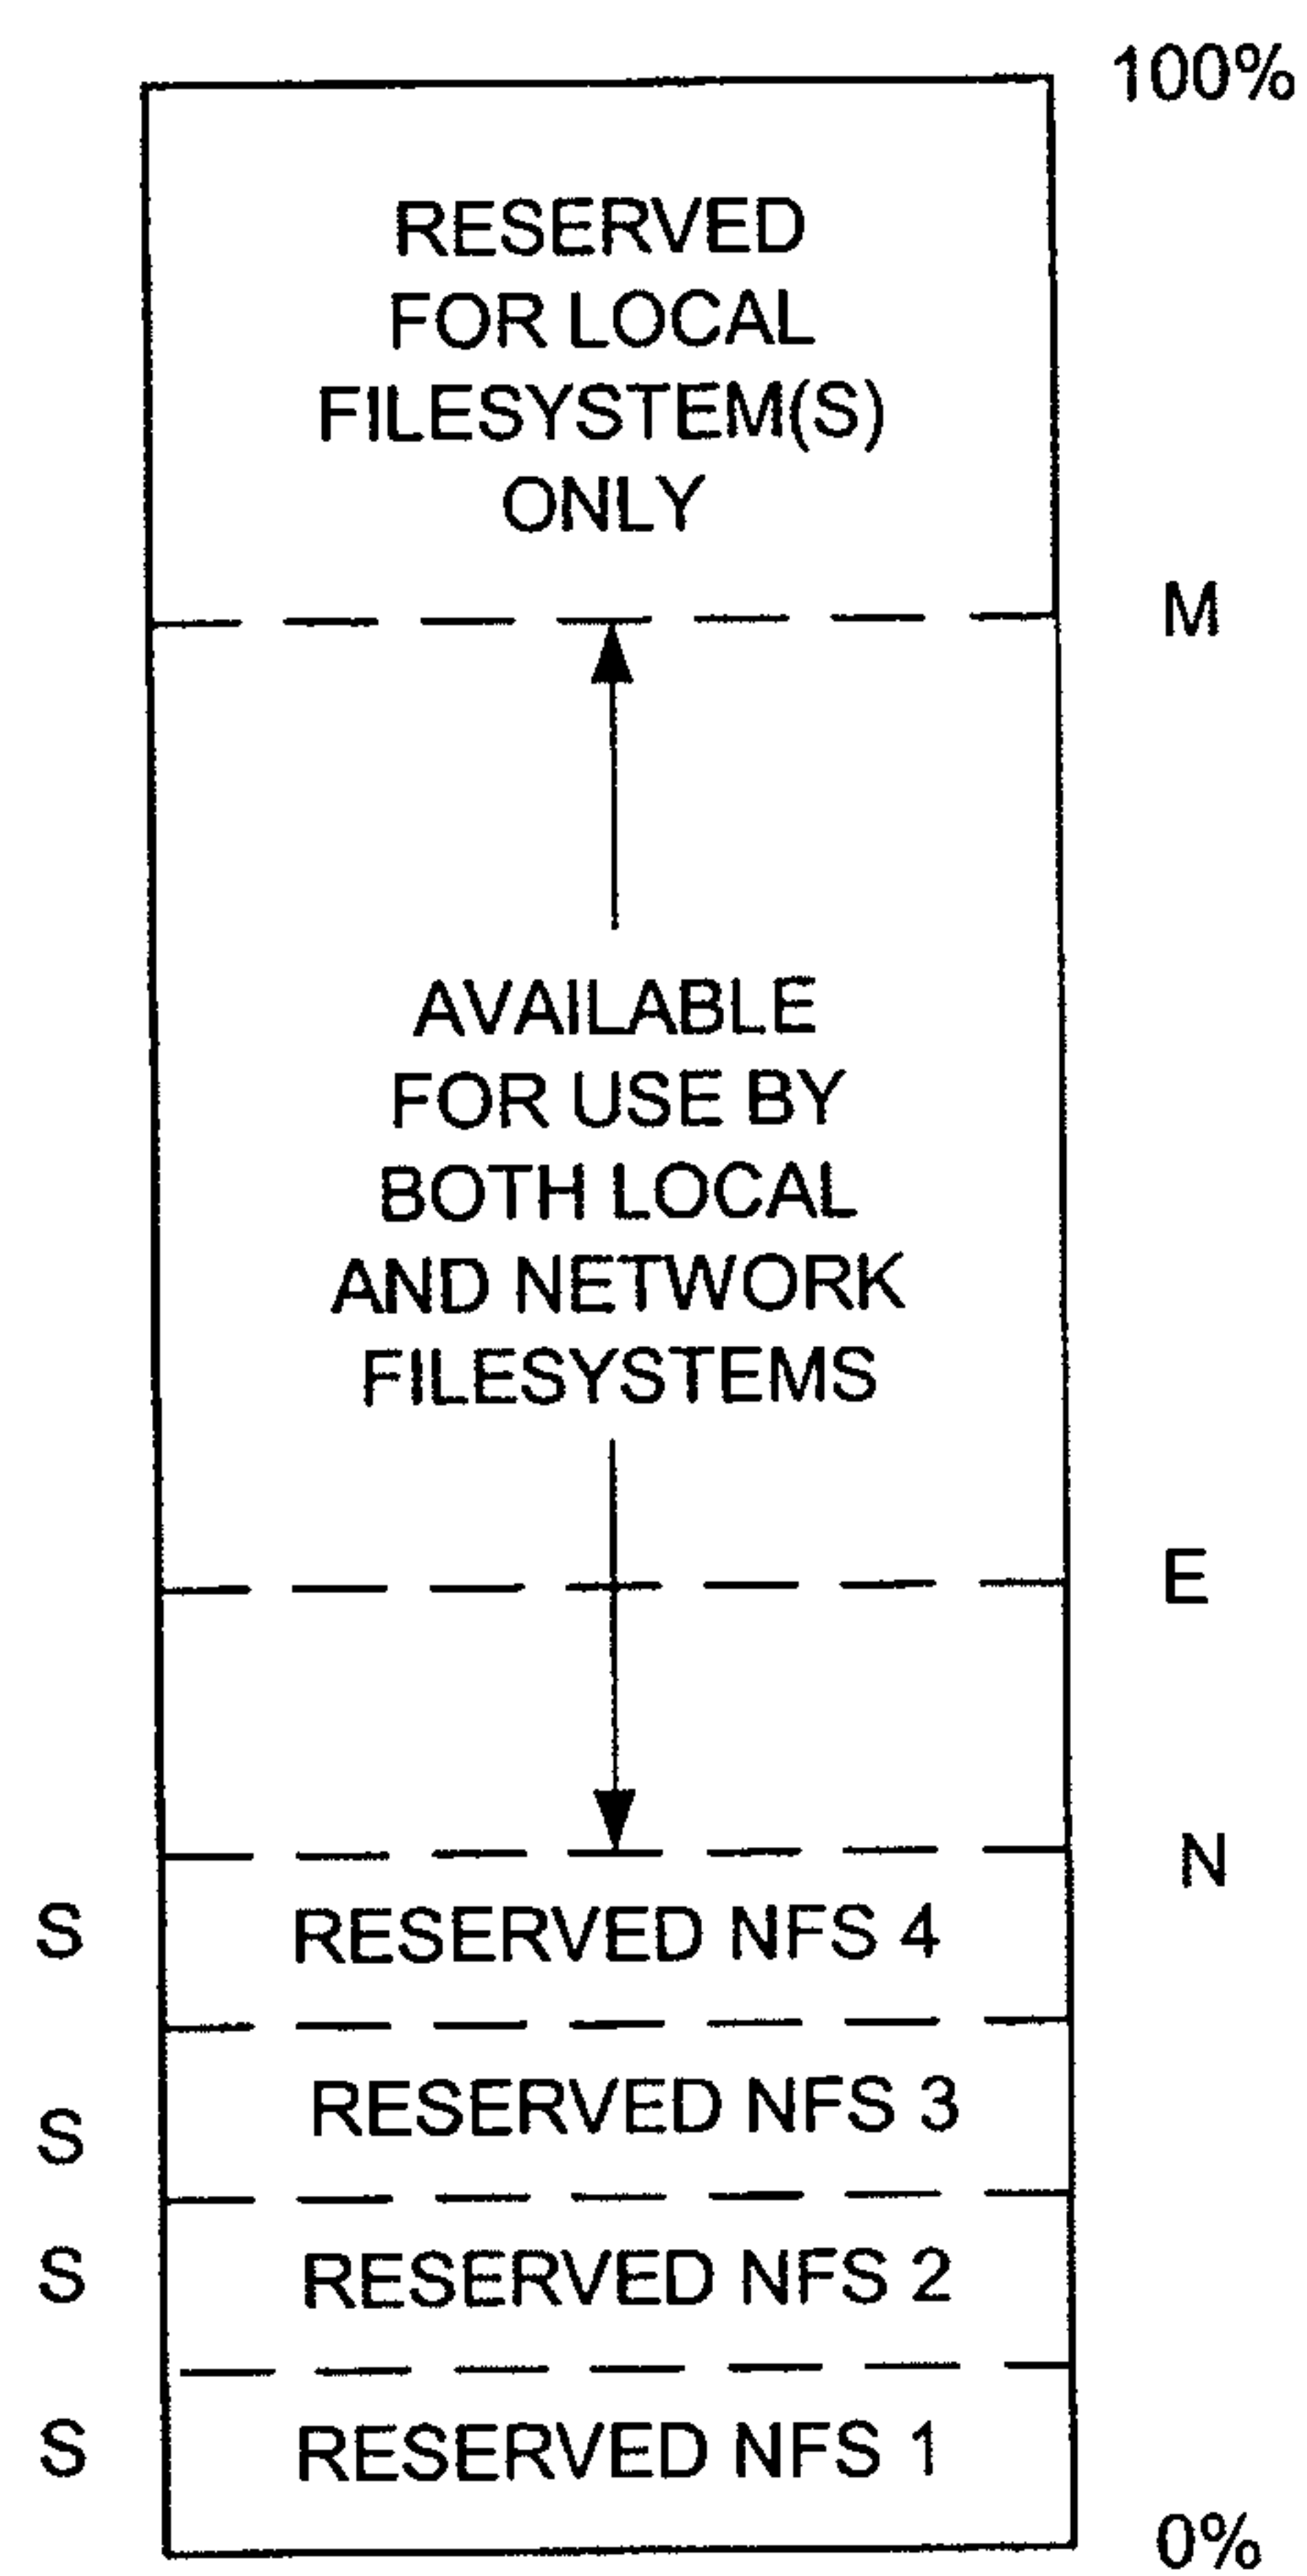 100%
RESERVED
FOR LOCAL
FILESYSTEM(S)
ONLY
M
AVAILABLE
FOR USE BY
BOTH LOCAL
AND NETWORK
FILESYSTEMS
E
N
S RESERVED NFS 4
S RESERVED NFS 3
S RESERVED NFS 2
S RESERVED NFS 1
0%